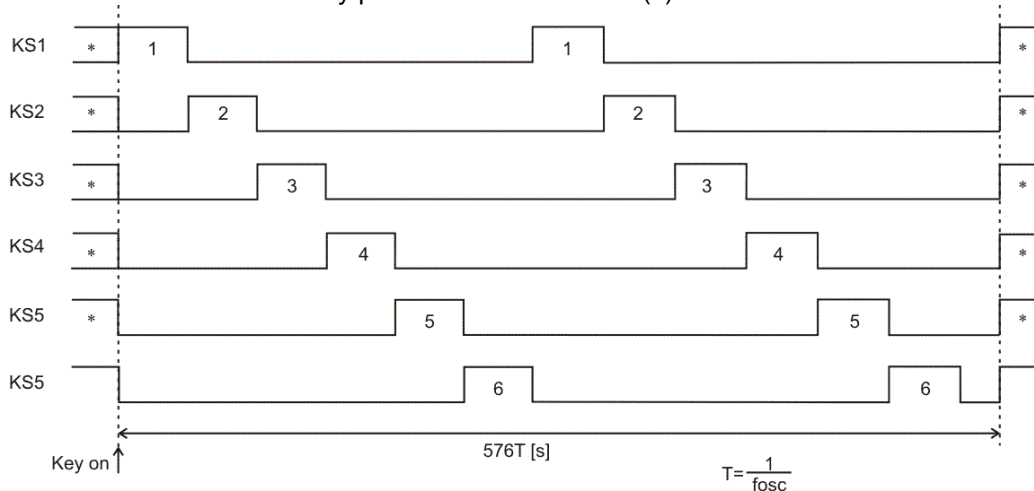 KS1 * 1 1 *
KS2 * 2 2 *
KS3 * 3 3 *
KS4 * 4 4 *
KS5 * 5 5 *
KS5 6 6
576T [s]
Key on
T= 1
fosc